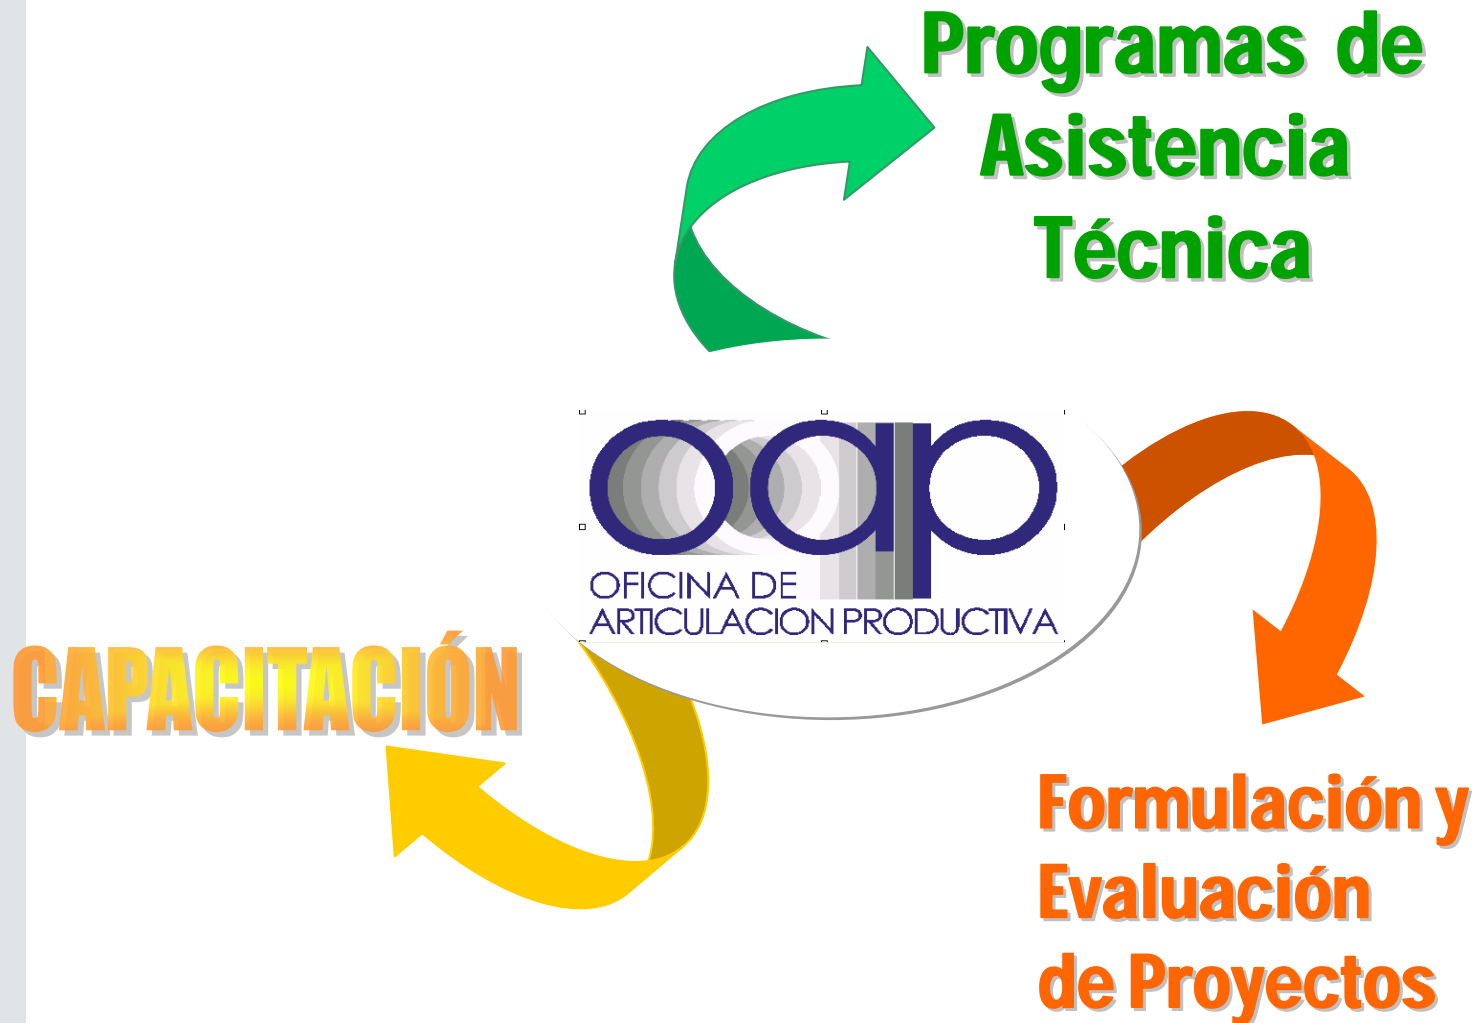 Programas de
Asistencia
Técnica
oap
OFICINA DE
ARTICULACION PRODUCTIVA
CAPACITACIÓN
Formulación y
Evaluación
de Proyectos